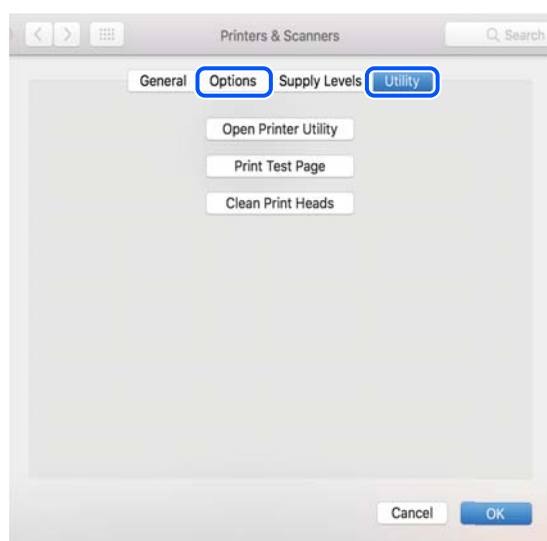 Printers & Scanners Search
General Options Supply Levels Utility
Open Printer Utility
Print Test Page
Clean Print Heads
Cancel OK